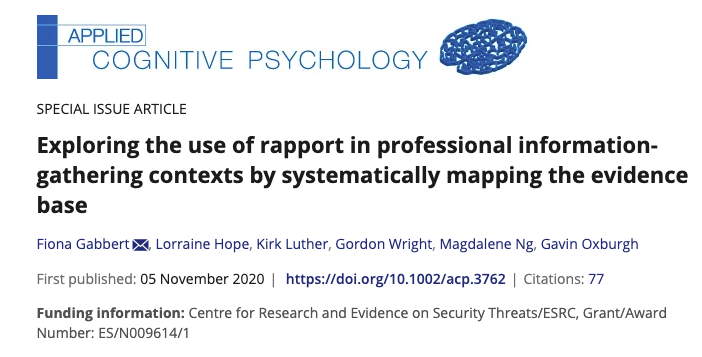 APPLIED
COGNITIVE PSYCHOLOGY
SPECIAL ISSUE ARTICLE
Exploring the use of rapport in professional information-
gathering contexts by systematically mapping the evidence
base
Fiona Gabbert, Lorraine Hope, Kirk Luther, Gordon Wright, Magdalene Ng, Gavin Oxburgh
First published: 05 November 2020 | https://doi.org/10.1002/acp.3762 | Citations: 77
Funding information: Centre for Research and Evidence on Security Threats/ESRC, Grant/Award
Number: ES/N009614/1